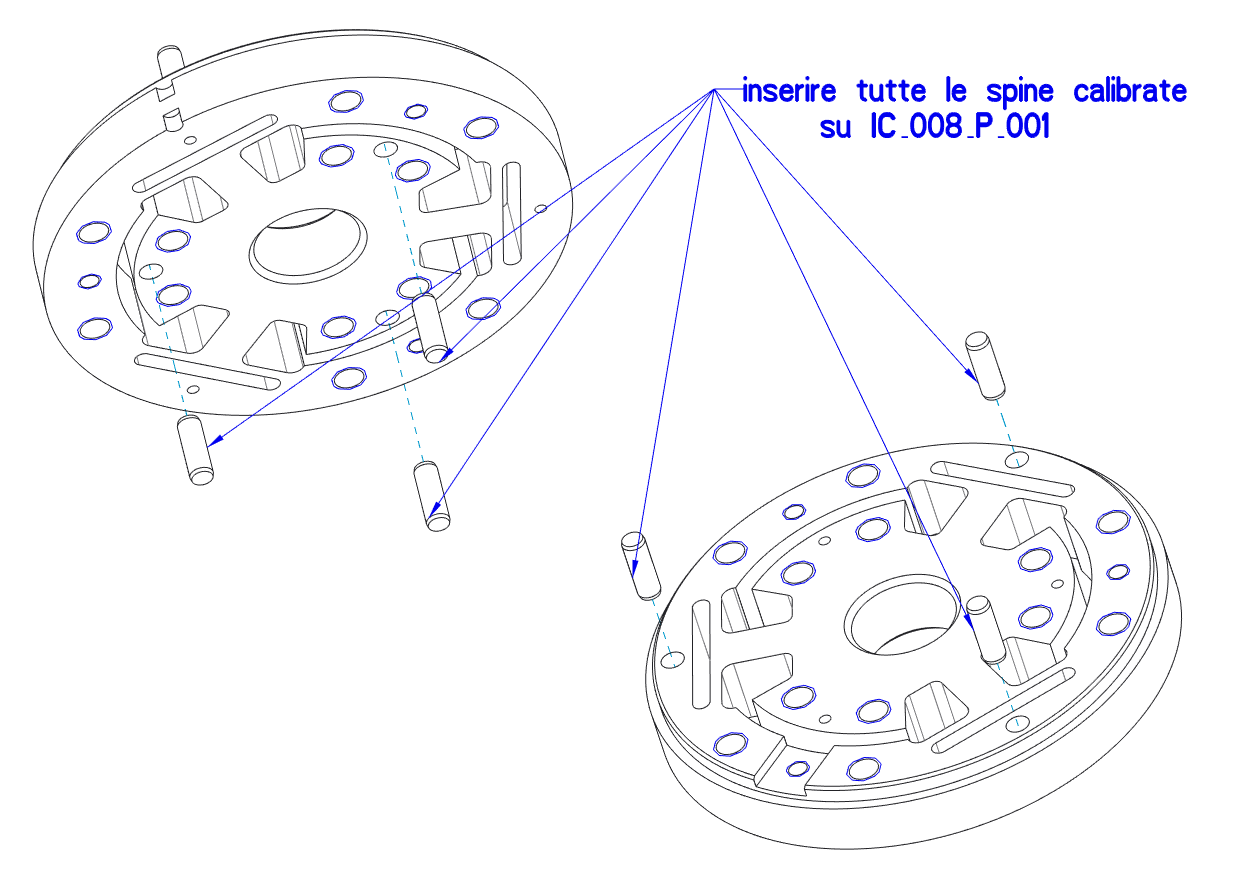 inserire tutte le spine calibrate
su IC_008_P_001